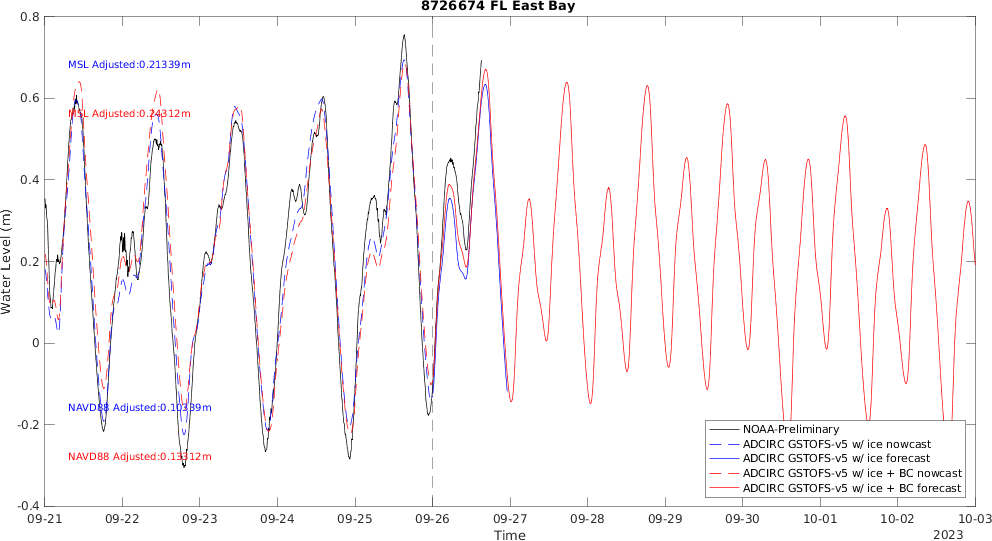 8726674 FL East Bay
0.8
0.6
0.4
0.2
0
-0.2
-0.4
Water Level (m)
MSL Adjusted:0.21339m
MSL Adjusted:0.24312m
NAVD88 Adjusted:0.10339m
NAVD88 Adjusted:0.13312m
NOAA-Preliminary
ADCIRC GSTOFS-v5 w/ ice nowcast
ADCIRC GSTOFS-v5 w/ ice forecast
ADCIRC GSTOFS-v5 w/ ice + BC nowcast
ADCIRC GSTOFS-v5 w/ ice + BC forecast
09-21 09-22 09-23 09-24 09-25 09-26 09-27 09-28 09-29 09-30 10-01 10-02 10-03
Time
2023